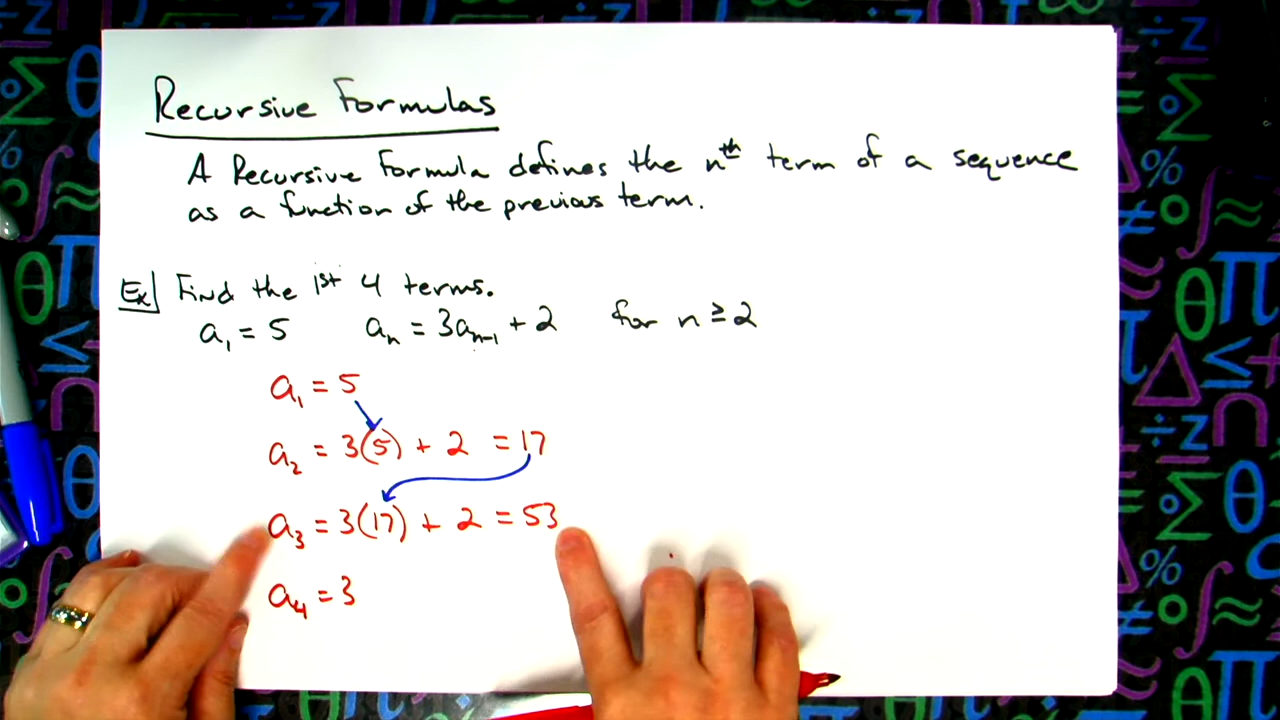 Recursive Formulas
A Recursive Formula defines the nth term of a sequence
as a function of the previous term.
Ex Find the 1st 4 terms.
a₁ = 5 aₙ = 3aₙ₋₁ + 2 for n ≥ 2
a₁ = 5
a₂ = 3(5) + 2 = 17
a₃ = 3(17) + 2 = 53
a₄ = 3